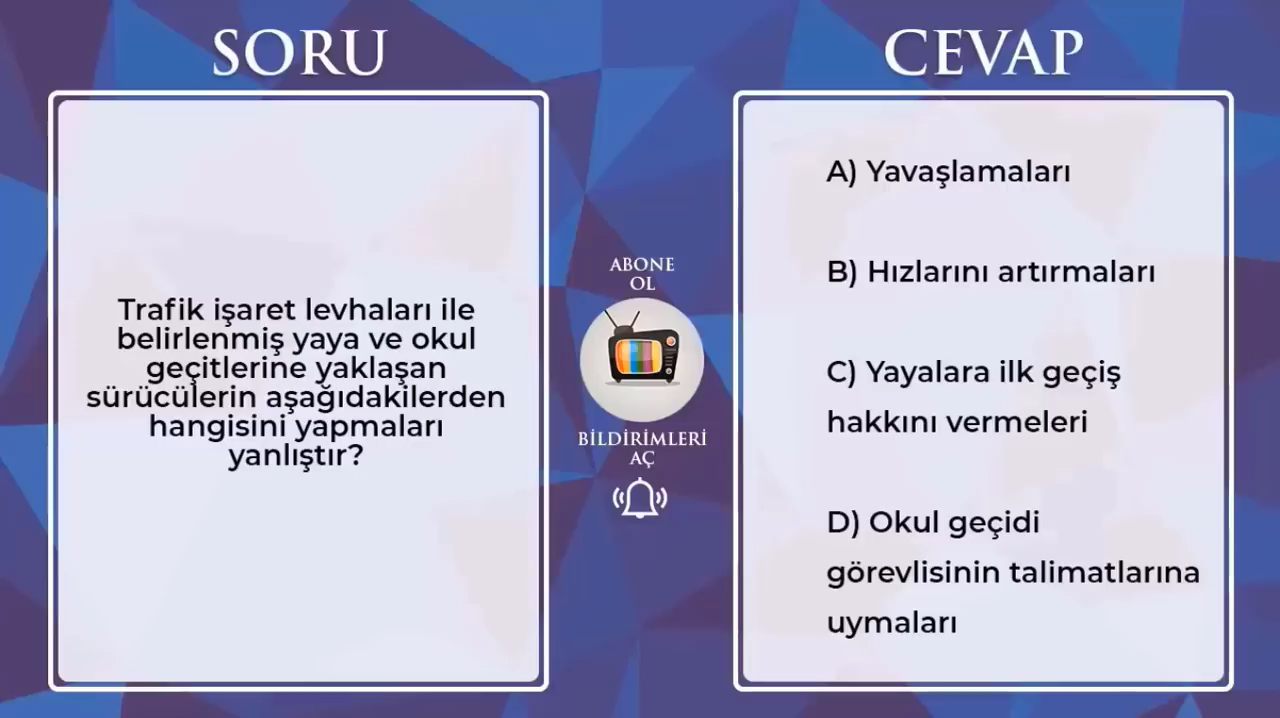 SORU
Trafik işaret levhaları ile
belirlenmiş yaya ve okul
geçitlerine yaklaşan
sürücülerin aşağıdakilerden
hangisini yapmaları
yanlıştır?
ABONE
OL
BİLDİRİMLERİ
AÇ
CEVAP
A) Yavaşlamaları
B) Hızlarını artırmaları
C) Yayalara ilk geçiş
hakkını vermeleri
D) Okul geçidi
görevlisinin talimatlarına
uymaları